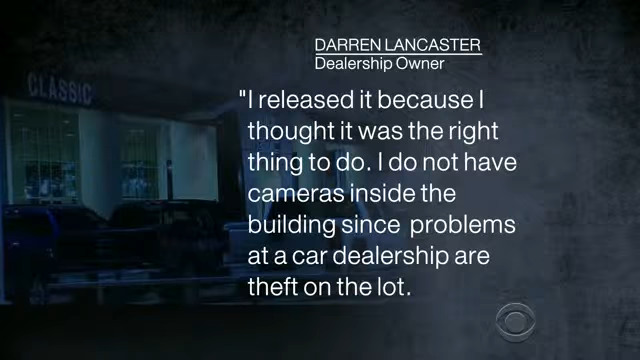 CLASSIC
DARREN LANCASTER
Dealership Owner
"I released it because I
thought it was the right
thing to do. I do not have
cameras inside the
building since problems
at a car dealership are
theft on the lot.